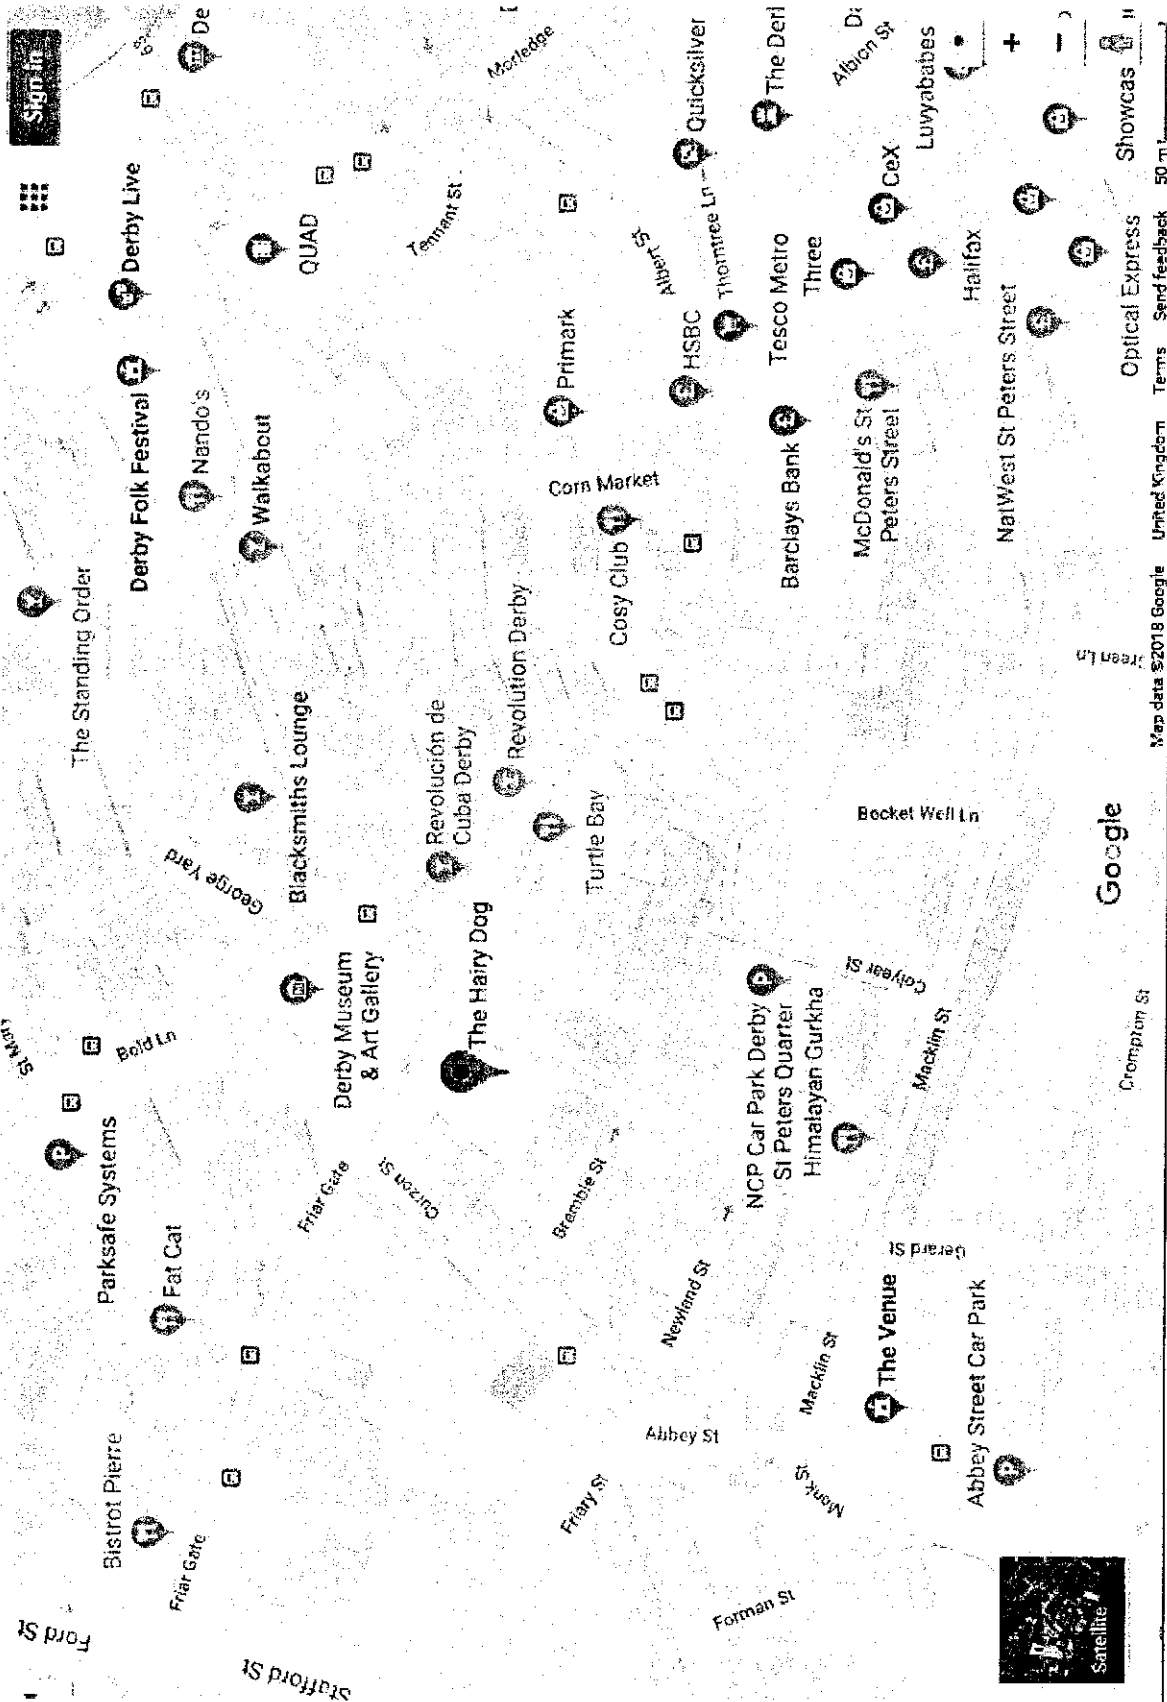 Sign in
Ford St
Stafford St
Bistrot Pierre
Friar Gate
Fat Cat
Parksafe Systems
Bold Ln
George Yard
The Standing Order
Derby Folk Festival
Derby Live
De
Nando's
Walkabout
QUAD
Blacksmiths Lounge
Derby Museum
& Art Gallery
Friar Gate
Curzon St
The Hairy Dog
Revolución de
Cuba Derby
Revolution Derby
Turtle Bay
Tennant St
Morledge
Corn Market
Primark
Cosy Club
Albert St
Thorntree Ln
HSBC
Quicksilver
Tesco Metro
The Derl
Barclays Bank
Three
Albion St
CeX
McDonald's St
Peters Street
Luvyababes
Halifax
NatWest St Peters Street
Optical Express
Showcas
Friary St
Abbey St
Bramble St
Newland St
NCP Car Park Derby
St Peters Quarter
Himalayan Gurkha
Colyear St
Becket Well Ln
Macklin St
Macklin St
Gerard St
The Venue
Monk St
Abbey Street Car Park
Forman St
Crompton St
Satellite
Google
Map data ©2018 Google United Kingdom Terms Send feedback 50 m